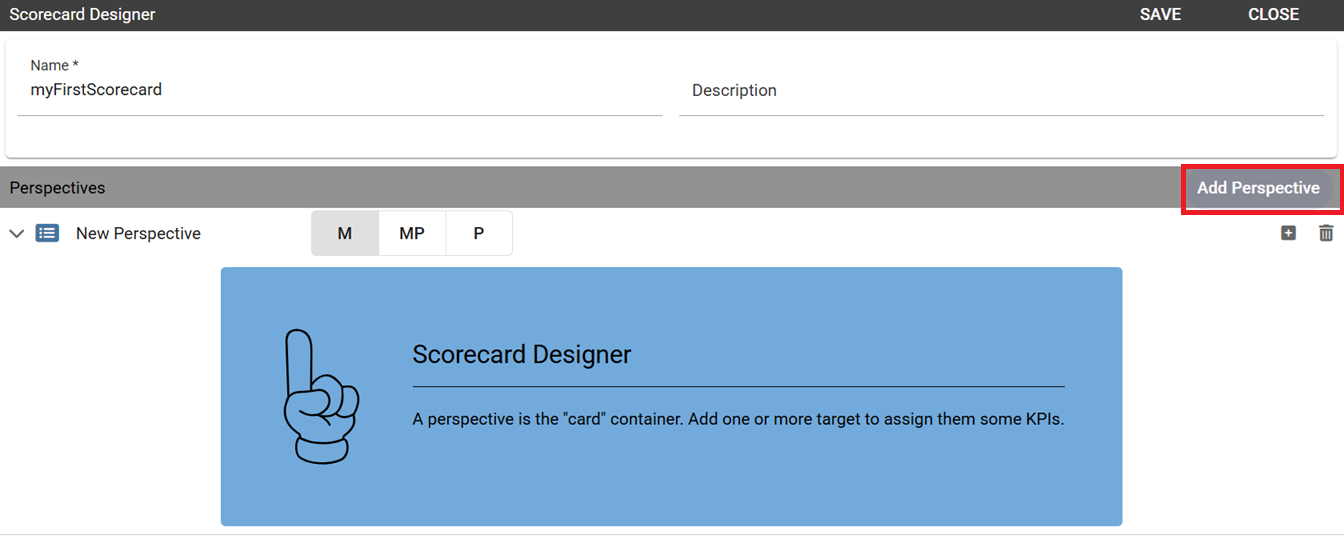 Scorecard Designer SAVE CLOSE
Name *
myFirstScorecard
Description
Perspectives Add Perspective
New Perspective M MP P
Scorecard Designer
A perspective is the "card" container. Add one or more target to assign them some KPIs.